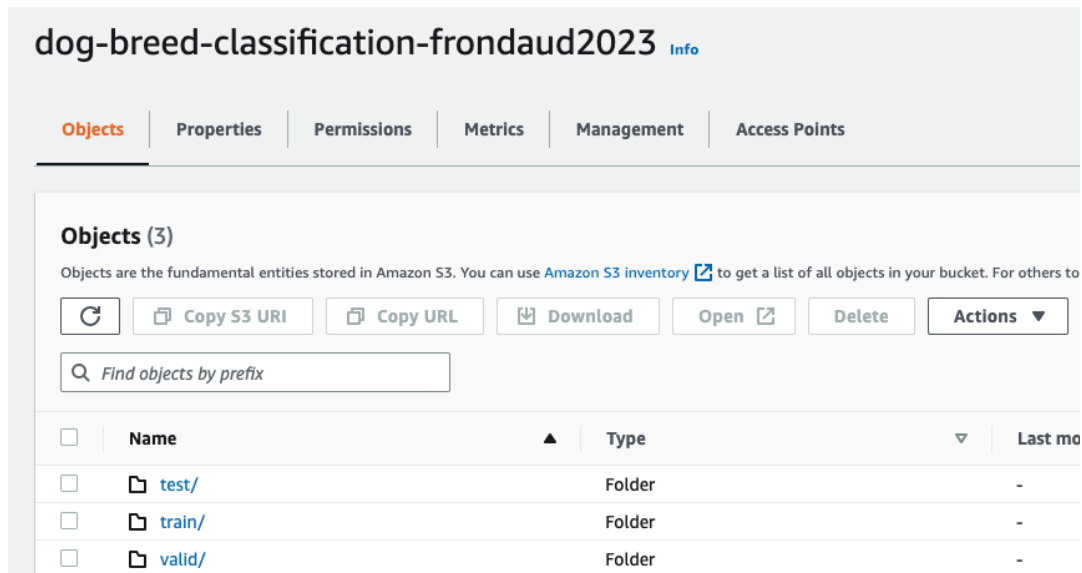 dog-breed-classification-frondaud2023 Info
Objects Properties Permissions Metrics Management Access Points
Objects (3)
Objects are the fundamental entities stored in Amazon S3. You can use Amazon S3 inventory to get a list of all objects in your bucket. For others to
Copy S3 URI Copy URL Download Open Delete Actions
Find objects by prefix
Name Type Last mo
test/ Folder -
train/ Folder -
valid/ Folder -